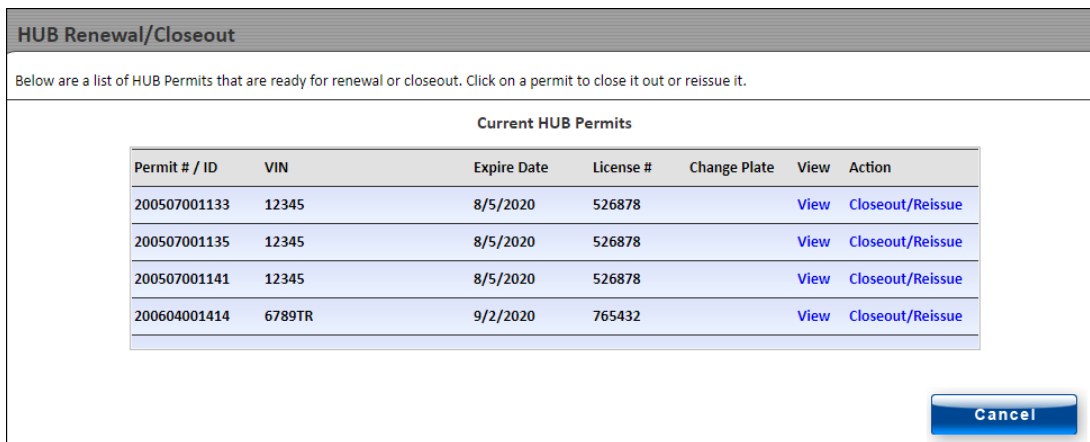 HUB Renewal/Closeout
Below are a list of HUB Permits that are ready for renewal or closeout. Click on a permit to close it out or reissue it.
Current HUB Permits
Permit # / ID VIN Expire Date License # Change Plate View Action
200507001133 12345 8/5/2020 526878 View Closeout/Reissue
200507001135 12345 8/5/2020 526878 View Closeout/Reissue
200507001141 12345 8/5/2020 526878 View Closeout/Reissue
200604001414 6789TR 9/2/2020 765432 View Closeout/Reissue
Cancel